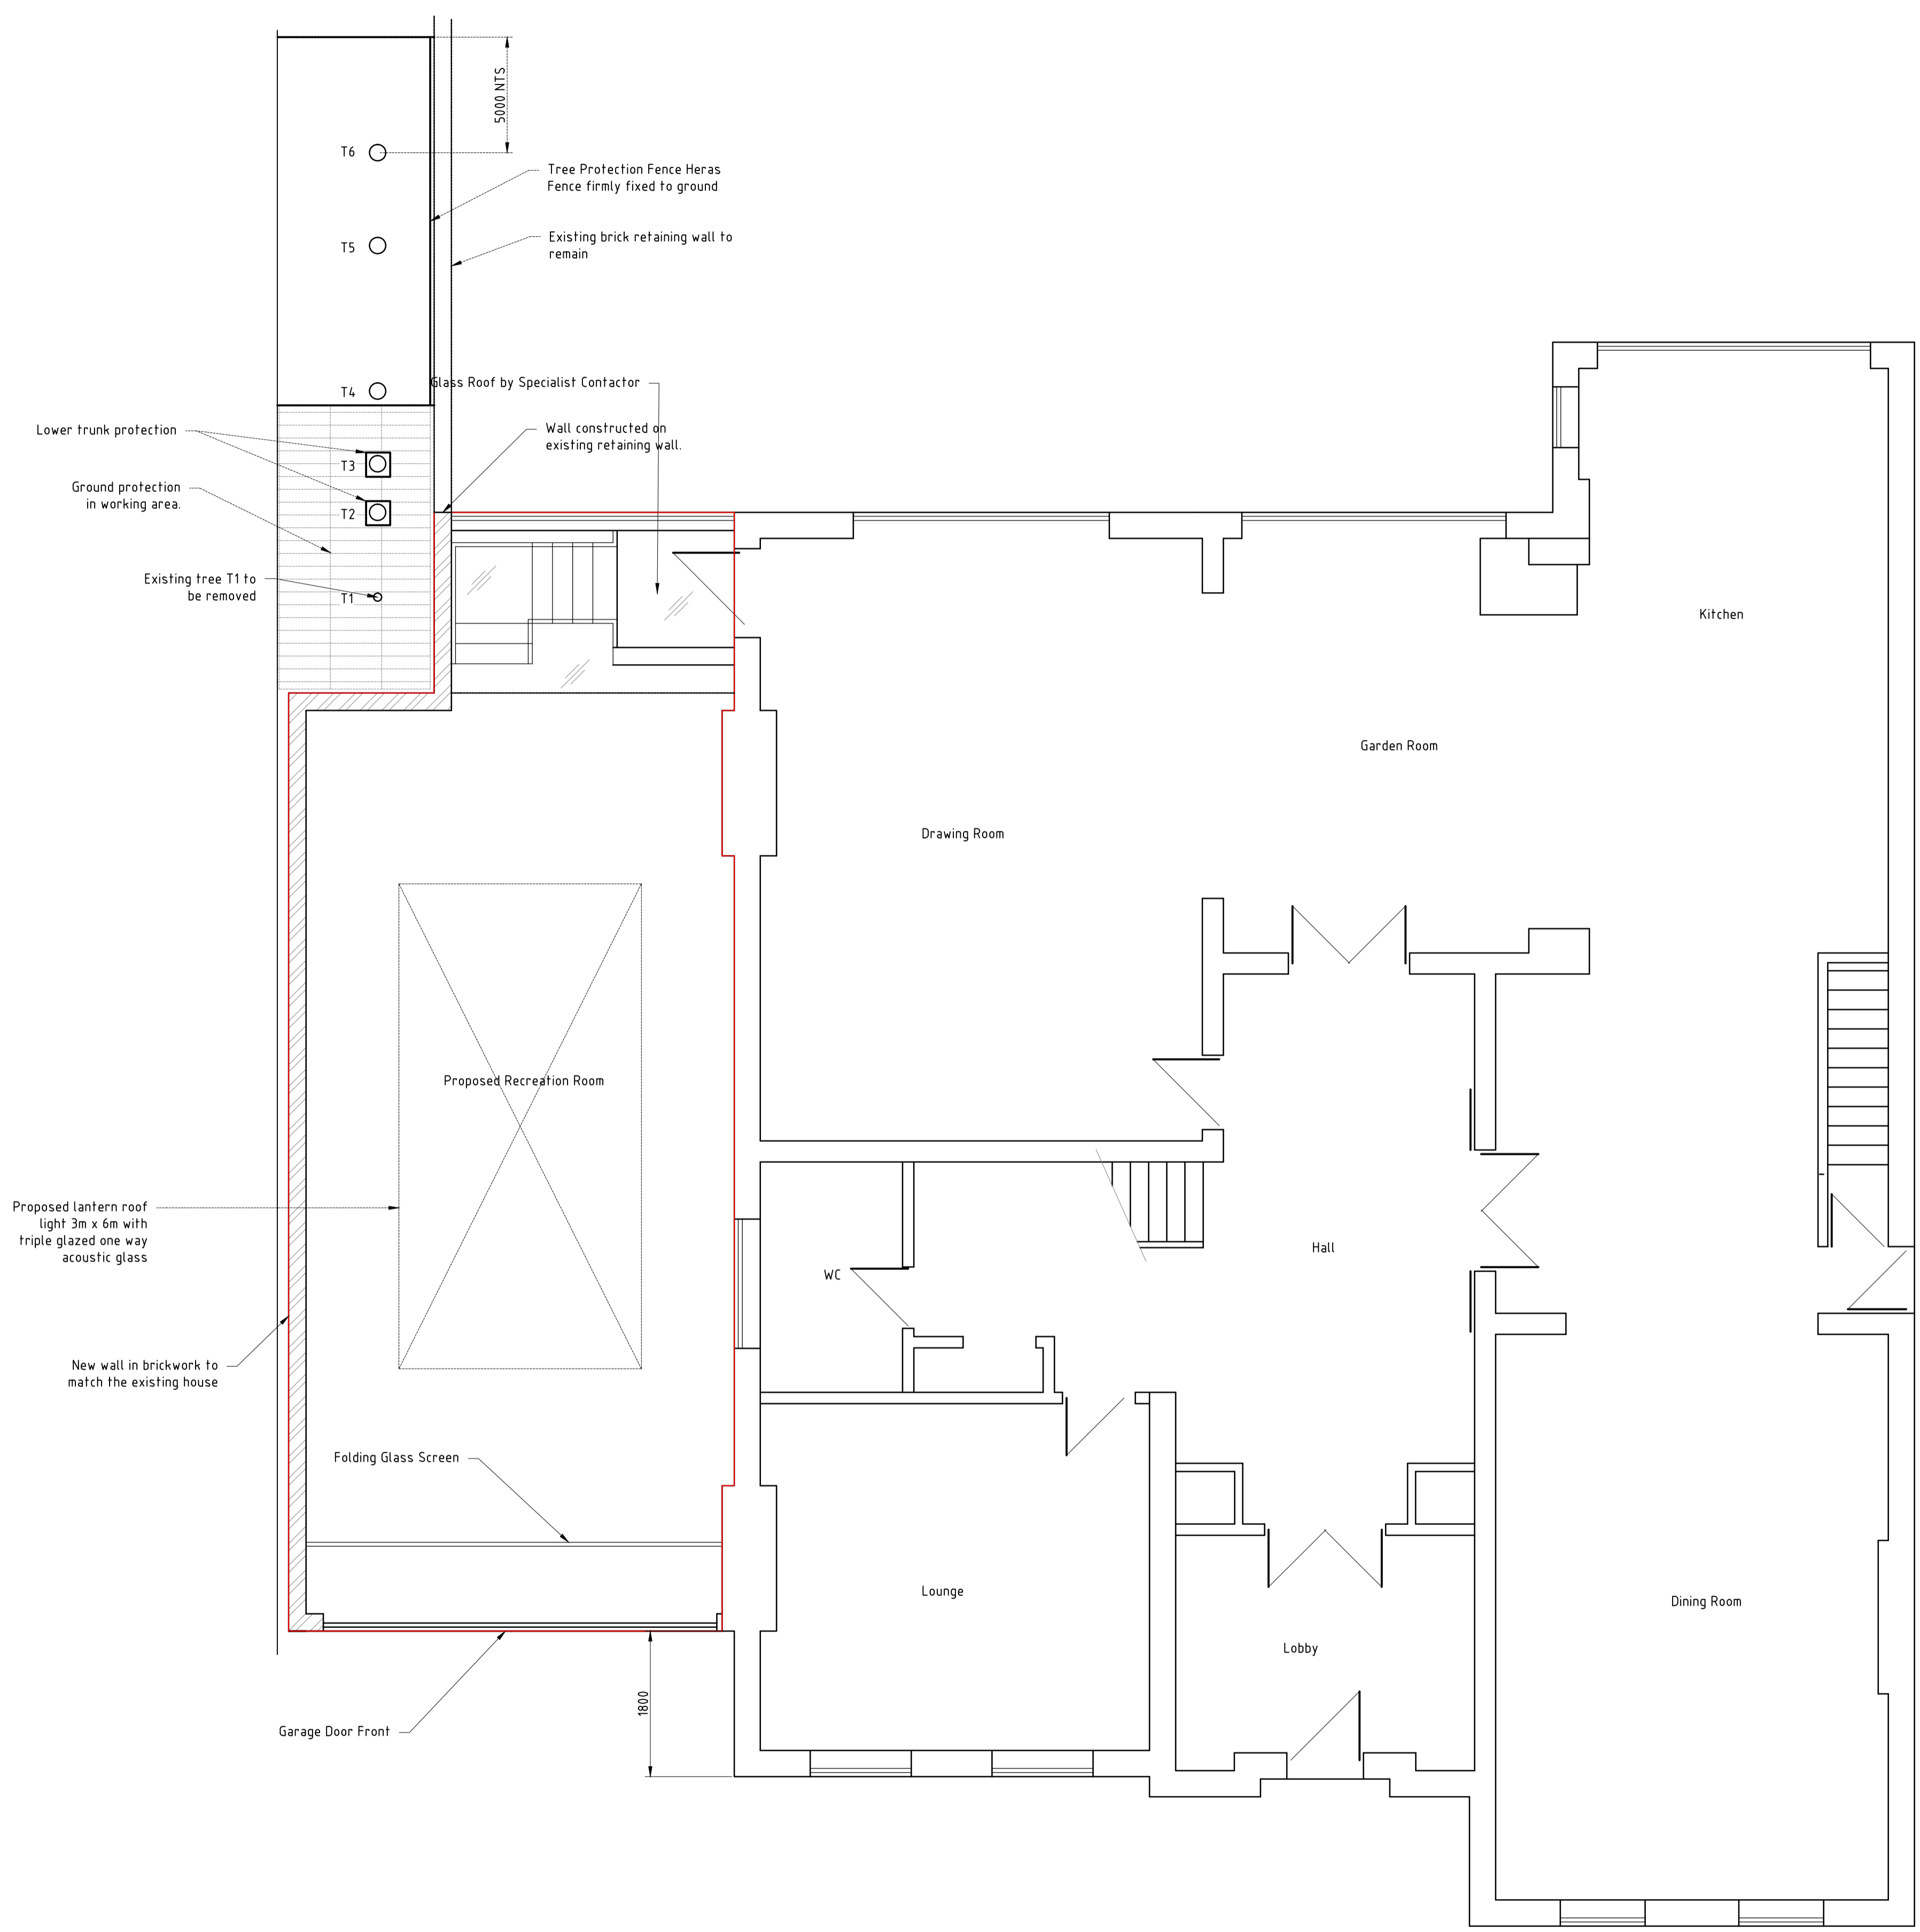 5000 NTS
T6
Tree Protection Fence Heras
Fence firmly fixed to ground
T5
Existing brick retaining wall to
remain
T4
Glass Roof by Specialist Contactor
Lower trunk protection
Wall constructed on
existing retaining wall.
T3
Ground protection
in working area.
T2
Existing tree T1 to
be removed
T1
Kitchen
Garden Room
Drawing Room
Proposed Recreation Room
Proposed lantern roof
light 3m x 6m with
triple glazed one way
acoustic glass
Hall
WC
New wall in brickwork to
match the existing house
Folding Glass Screen
Lounge
Dining Room
Lobby
1800
Garage Door Front